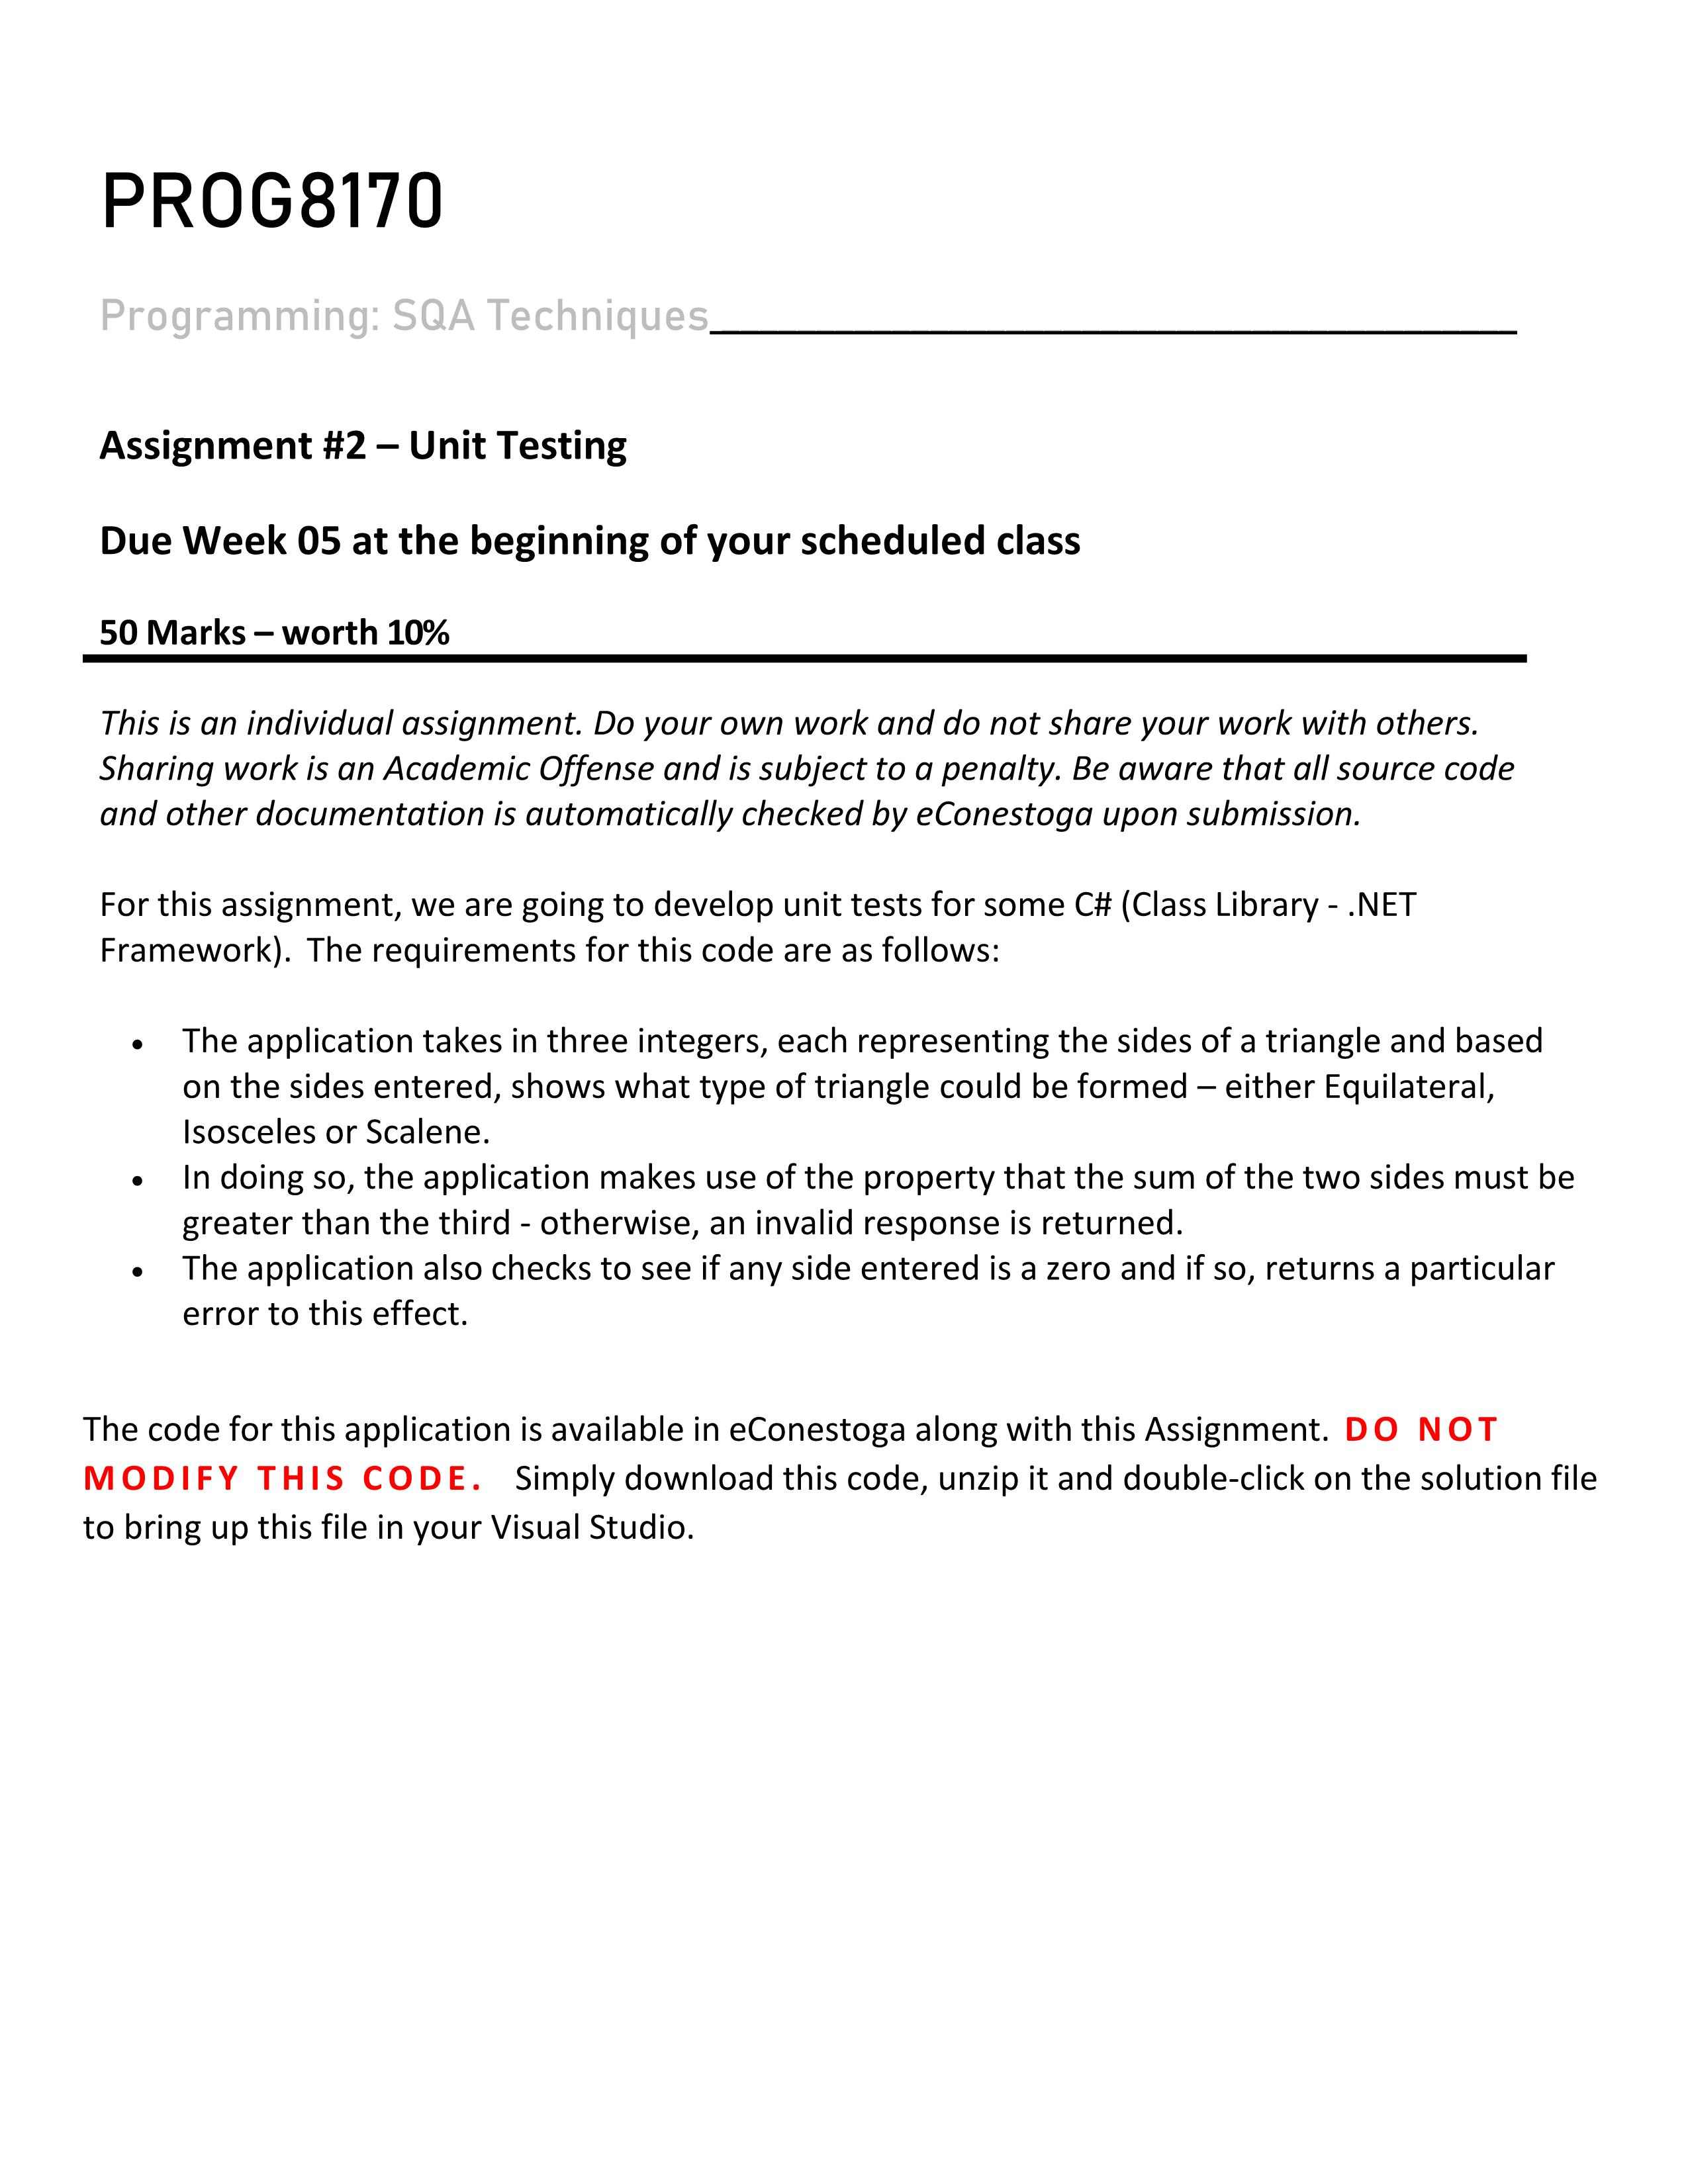 PROG8170
Programming: SQA Techniques
Assignment #2 – Unit Testing
Due Week 05 at the beginning of your scheduled class
50 Marks – worth 10%
This is an individual assignment. Do your own work and do not share your work with others.
Sharing work is an Academic Offense and is subject to a penalty. Be aware that all source code
and other documentation is automatically checked by eConestoga upon submission.
For this assignment, we are going to develop unit tests for some C# (Class Library - .NET
Framework). The requirements for this code are as follows:
• The application takes in three integers, each representing the sides of a triangle and based
on the sides entered, shows what type of triangle could be formed – either Equilateral,
Isosceles or Scalene.
• In doing so, the application makes use of the property that the sum of the two sides must be
greater than the third - otherwise, an invalid response is returned.
• The application also checks to see if any side entered is a zero and if so, returns a particular
error to this effect.
The code for this application is available in eConestoga along with this Assignment. DO NOT
MODIFY THIS CODE. Simply download this code, unzip it and double-click on the solution file
to bring up this file in your Visual Studio.